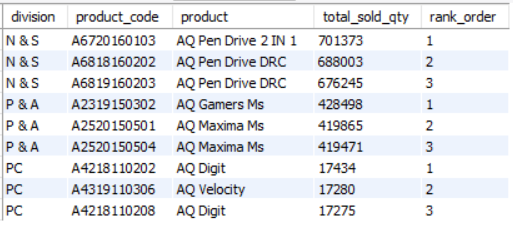 division product_code product total_sold_qty rank_order
N & S A6720160103 AQ Pen Drive 2 IN 1 701373 1
N & S A6818160202 AQ Pen Drive DRC 688003 2
N & S A6819160203 AQ Pen Drive DRC 676245 3
P & A A2319150302 AQ Gamers Ms 428498 1
P & A A2520150501 AQ Maxima Ms 419865 2
P & A A2520150504 AQ Maxima Ms 419471 3
PC A4218110202 AQ Digit 17434 1
PC A4319110306 AQ Velocity 17280 2
PC A4218110208 AQ Digit 17275 3